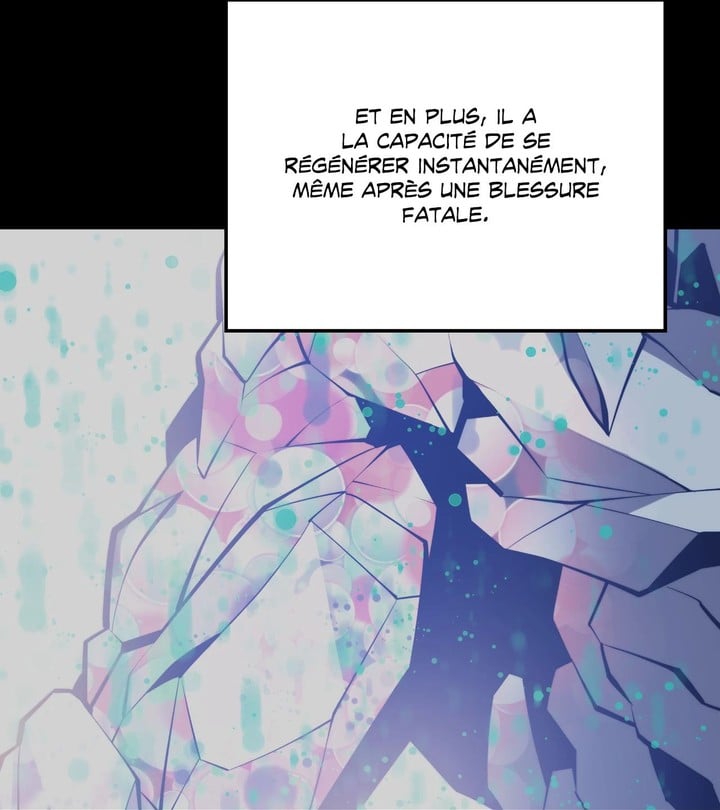 ET EN PLUS, IL A
LA CAPACITÉ DE SE
RÉGÉNÉRER INSTANTANÉMENT,
MÊME APRÈS UNE BLESSURE
FATALE.